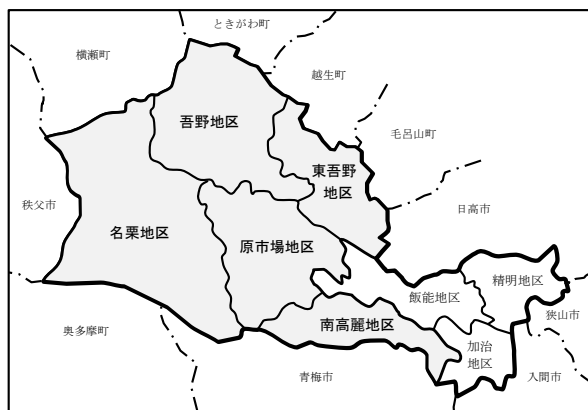 ときがわ町
横瀬町
越生町
吾野地区
毛呂山町
東吾野
地区
秩父市
日高市
名栗地区
原市場地区
精明地区
飯能地区
狭山市
南高麗地区
奥多摩町
加治
地区
青梅市
入間市